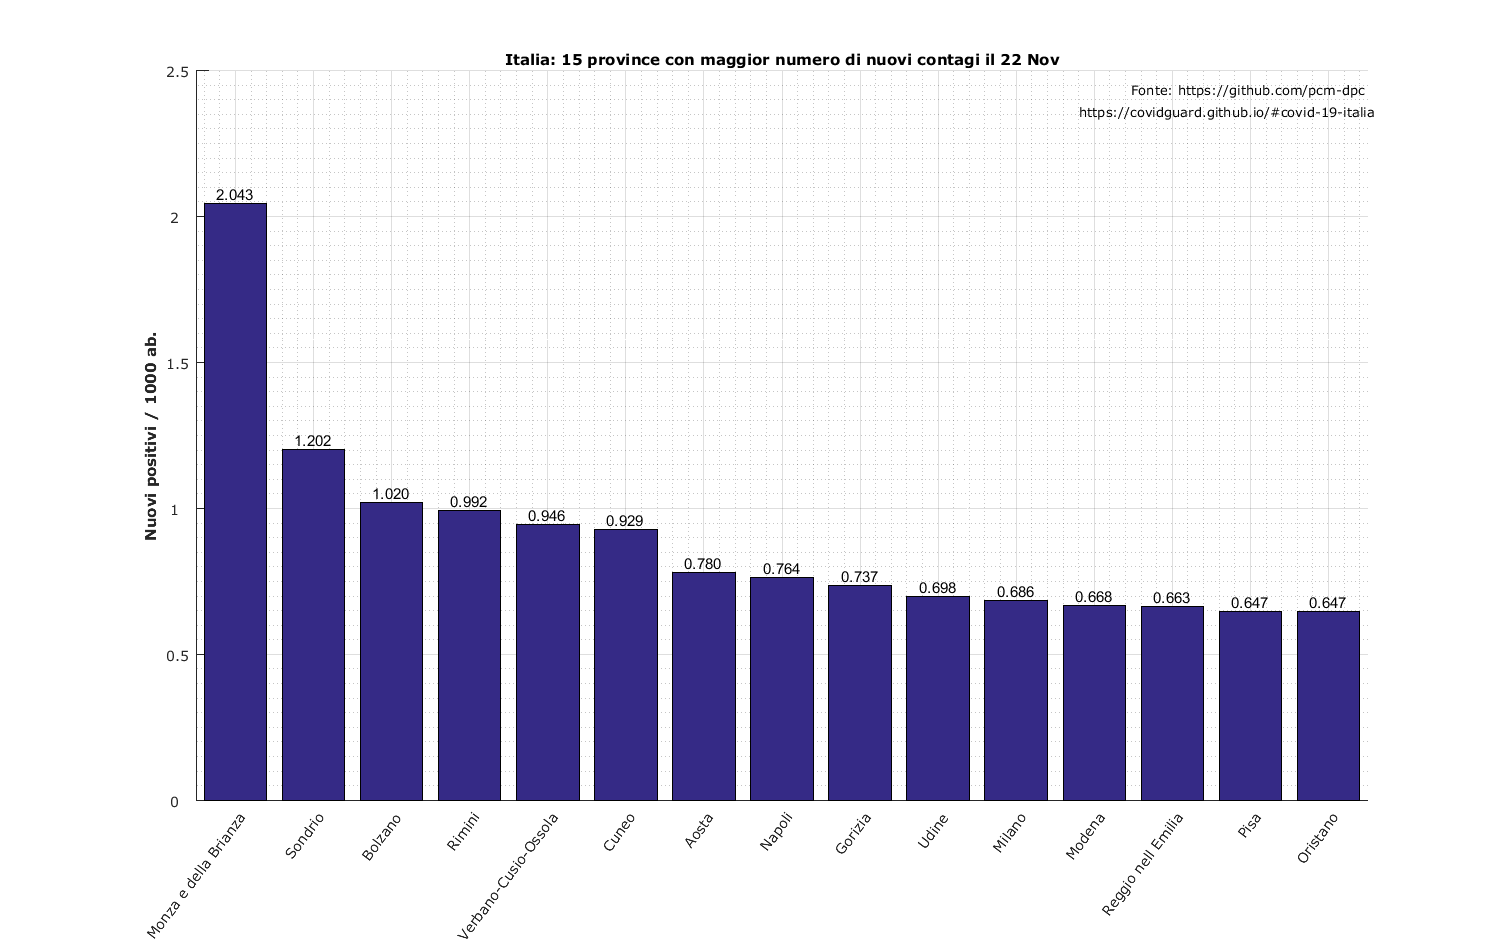 Italia: 15 province con maggior numero di nuovi contagi il 22 Nov
Fonte: https://github.com/pcm-dpc
https://covidguard.github.io/#covid-19-italia
Nuovi positivi / 1000 ab.
2.5
2
1.5
1
0.5
0
2.043
1.202
1.020
0.992
0.946
0.929
0.780
0.764
0.737
0.698
0.686
0.668
0.663
0.647
0.647
Monza e della Brianza
Sondrio
Bolzano
Rimini
Verbano-Cusio-Ossola
Cuneo
Aosta
Napoli
Gorizia
Udine
Milano
Modena
Reggio nell Emilia
Pisa
Oristano